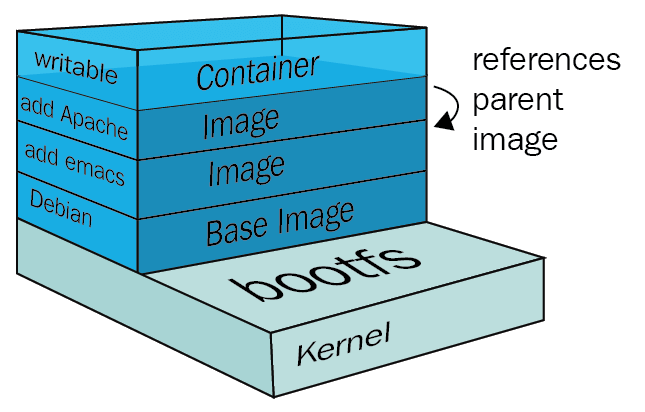 writable
Container
references
parent
image
add Apache
Image
add emacs
Image
Debian
Base Image
bootfs
Kernel